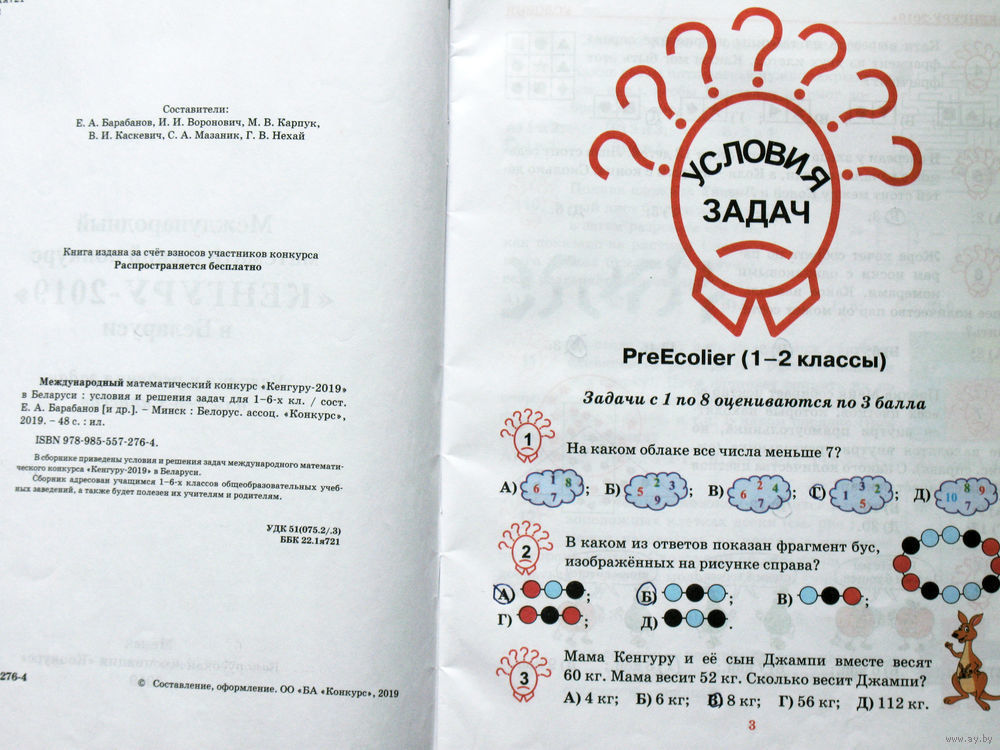 Составители:
Е. А. Барабанов, И. И. Воронович, М. В. Карпук,
В. И. Каскевич, С. А. Мазаник, Г. В. Нехай
Книга издана за счёт взносов участников конкурса
Распространяется бесплатно
Международный математический конкурс «Кенгуру-2019»
в Беларуси : условия и решения задач для 1–6-х кл. / сост.
Е. А. Барабанов [и др.]. – Минск : Белорус. ассоц. «Конкурс»,
2019. – 48 с. : ил.
ISBN 978-985-557-276-4.
В сборнике приведены условия и решения задач международного математи-
ческого конкурса «Кенгуру-2019» в Беларуси.
Сборник адресован учащимся 1–6-х классов общеобразовательных учеб-
ных заведений, а также будет полезен их учителям и родителям.
УДК 51(075.2/.3)
ББК 22.1я721
276-4
© Составление, оформление. ОО «БА «Конкурс», 2019
УСЛОВИЯ
ЗАДАЧ
PreEcolier (1–2 классы)
Задачи с 1 по 8 оцениваются по 3 балла
1
На каком облаке все числа меньше 7?
А) 6 1 8 7; Б) 5 2 3 9; В) 6 2 4 7; Г) 1 3 2 5; Д) 10 8 9 7
2
В каком из ответов показан фрагмент бус,
изображённых на рисунке справа?
А) ; Б) ; В) ;
Г) ; Д) .
3
Мама Кенгуру и её сын Джампи вместе весят
60 кг. Мама весит 52 кг. Сколько весит Джампи?
А) 4 кг; Б) 6 кг; В) 8 кг; Г) 56 кг; Д) 112 кг.
3
www.ay.by